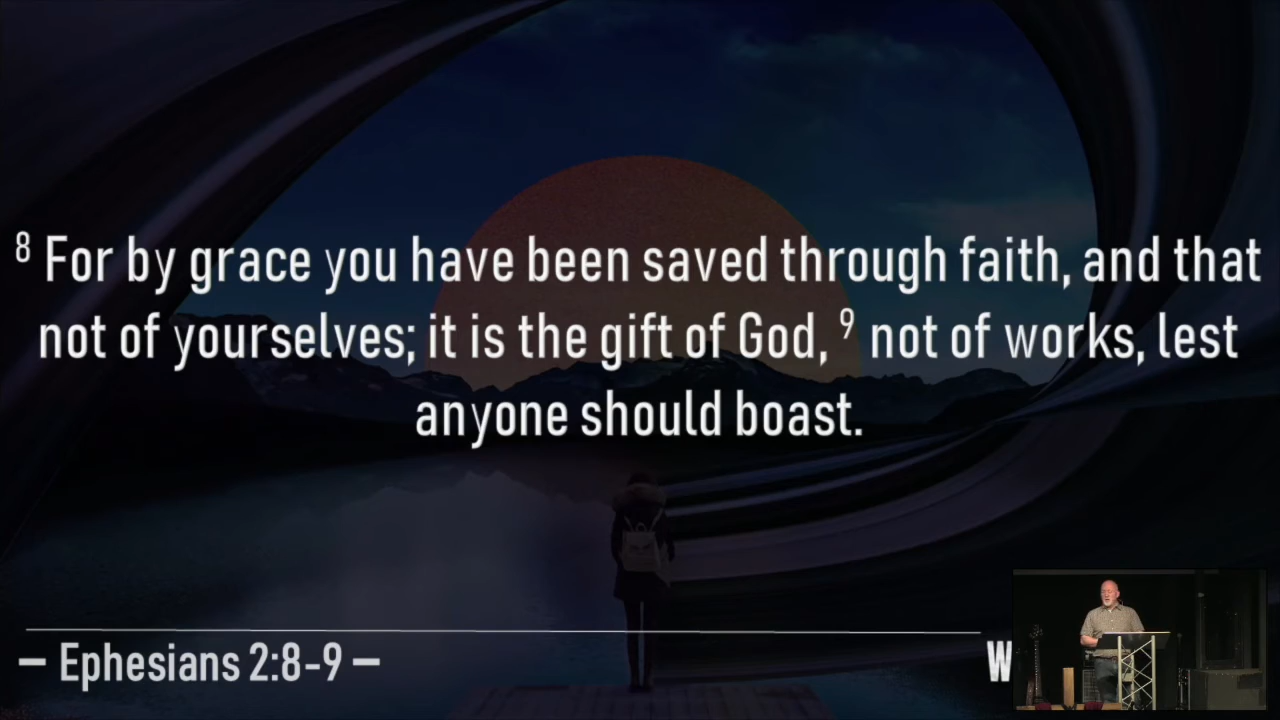 ⁸ For by grace you have been saved through faith, and that
not of yourselves; it is the gift of God, ⁹ not of works, lest
anyone should boast.
– Ephesians 2:8-9 –